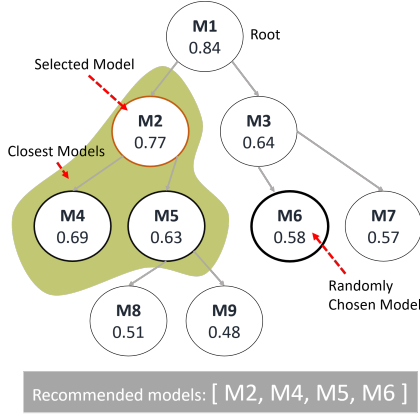 M1
0.84
Root
Selected Model
M2
0.77
M3
0.64
Closest Models
M4
0.69
M5
0.63
M6
0.58
M7
0.57
Randomly
Chosen Model
M8
0.51
M9
0.48
Recommended models: [ M2, M4, M5, M6 ]